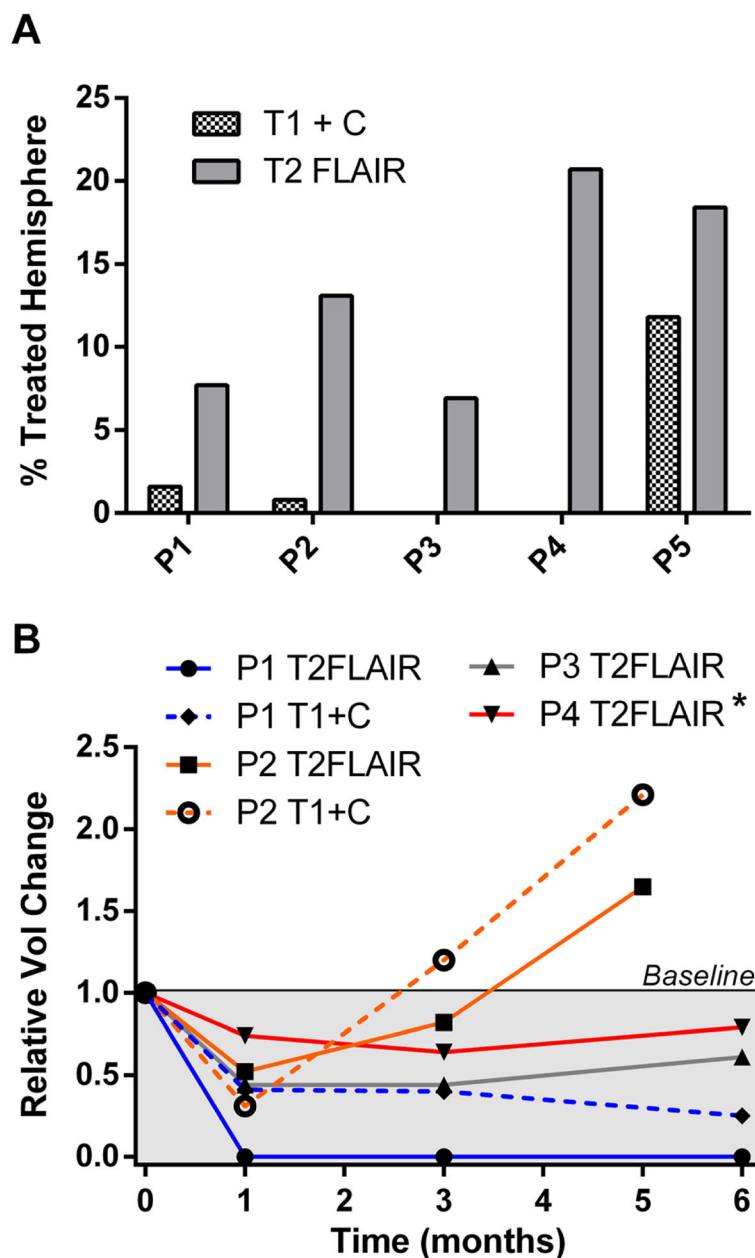 A
25
20
15
10
5
0
% Treated Hemisphere
T1 + C
T2 FLAIR
P1
P2
P3
P4
P5
B
P1 T2FLAIR
P1 T1+C
P2 T2FLAIR
P2 T1+C
P3 T2FLAIR
P4 T2FLAIR *
2.5
2.0
1.5
1.0
0.5
0.0
Relative Vol Change
Baseline
0 1 2 3 4 5 6
Time (months)